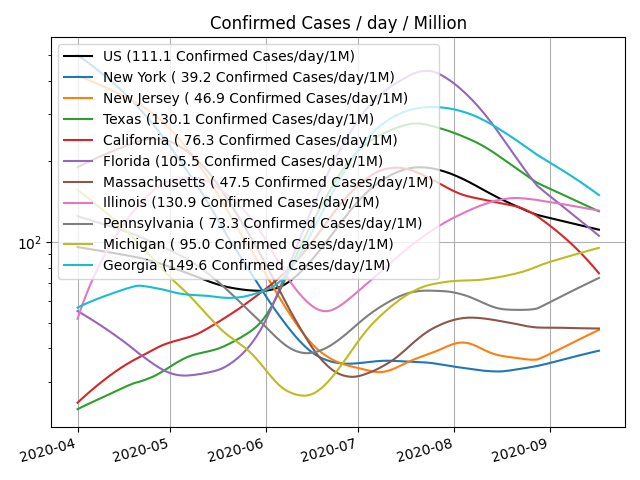 Confirmed Cases / day / Million
US (111.1 Confirmed Cases/day/1M)
New York ( 39.2 Confirmed Cases/day/1M)
New Jersey ( 46.9 Confirmed Cases/day/1M)
Texas (130.1 Confirmed Cases/day/1M)
California ( 76.3 Confirmed Cases/day/1M)
Florida (105.5 Confirmed Cases/day/1M)
Massachusetts ( 47.5 Confirmed Cases/day/1M)
Illinois (130.9 Confirmed Cases/day/1M)
Pennsylvania ( 73.3 Confirmed Cases/day/1M)
Michigan ( 95.0 Confirmed Cases/day/1M)
Georgia (149.6 Confirmed Cases/day/1M)
10²
2020-04 2020-05 2020-06 2020-07 2020-08 2020-09